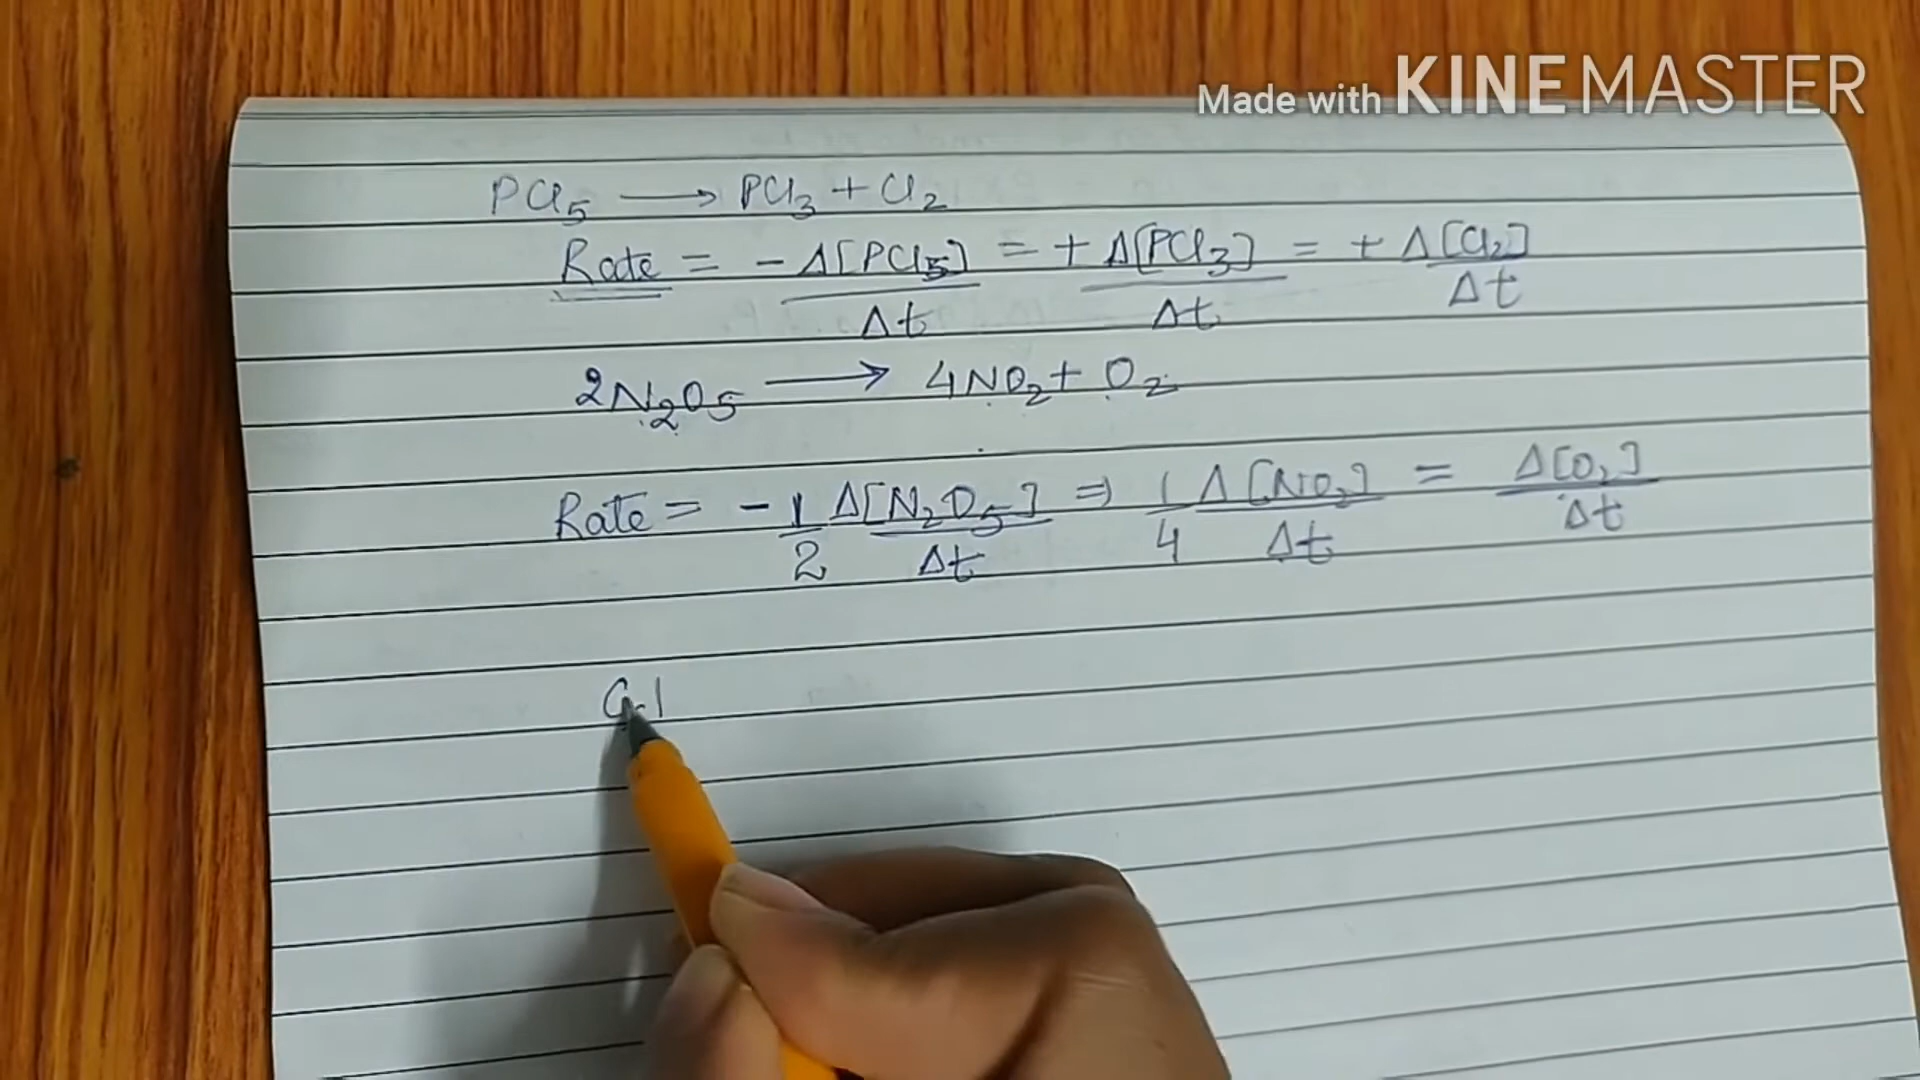 Made with KINEMASTER
PCl5 ⟶ PCl3 + Cl2
Rate = -Δ[PCl5]/Δt = +Δ[PCl3]/Δt = +Δ[Cl2]/Δt
2N2O5 ⟶ 4NO2 + O2
Rate = -1/2 Δ[N2O5]/Δt ⇒ 1/4 Δ[NO2]/Δt = Δ[O2]/Δt